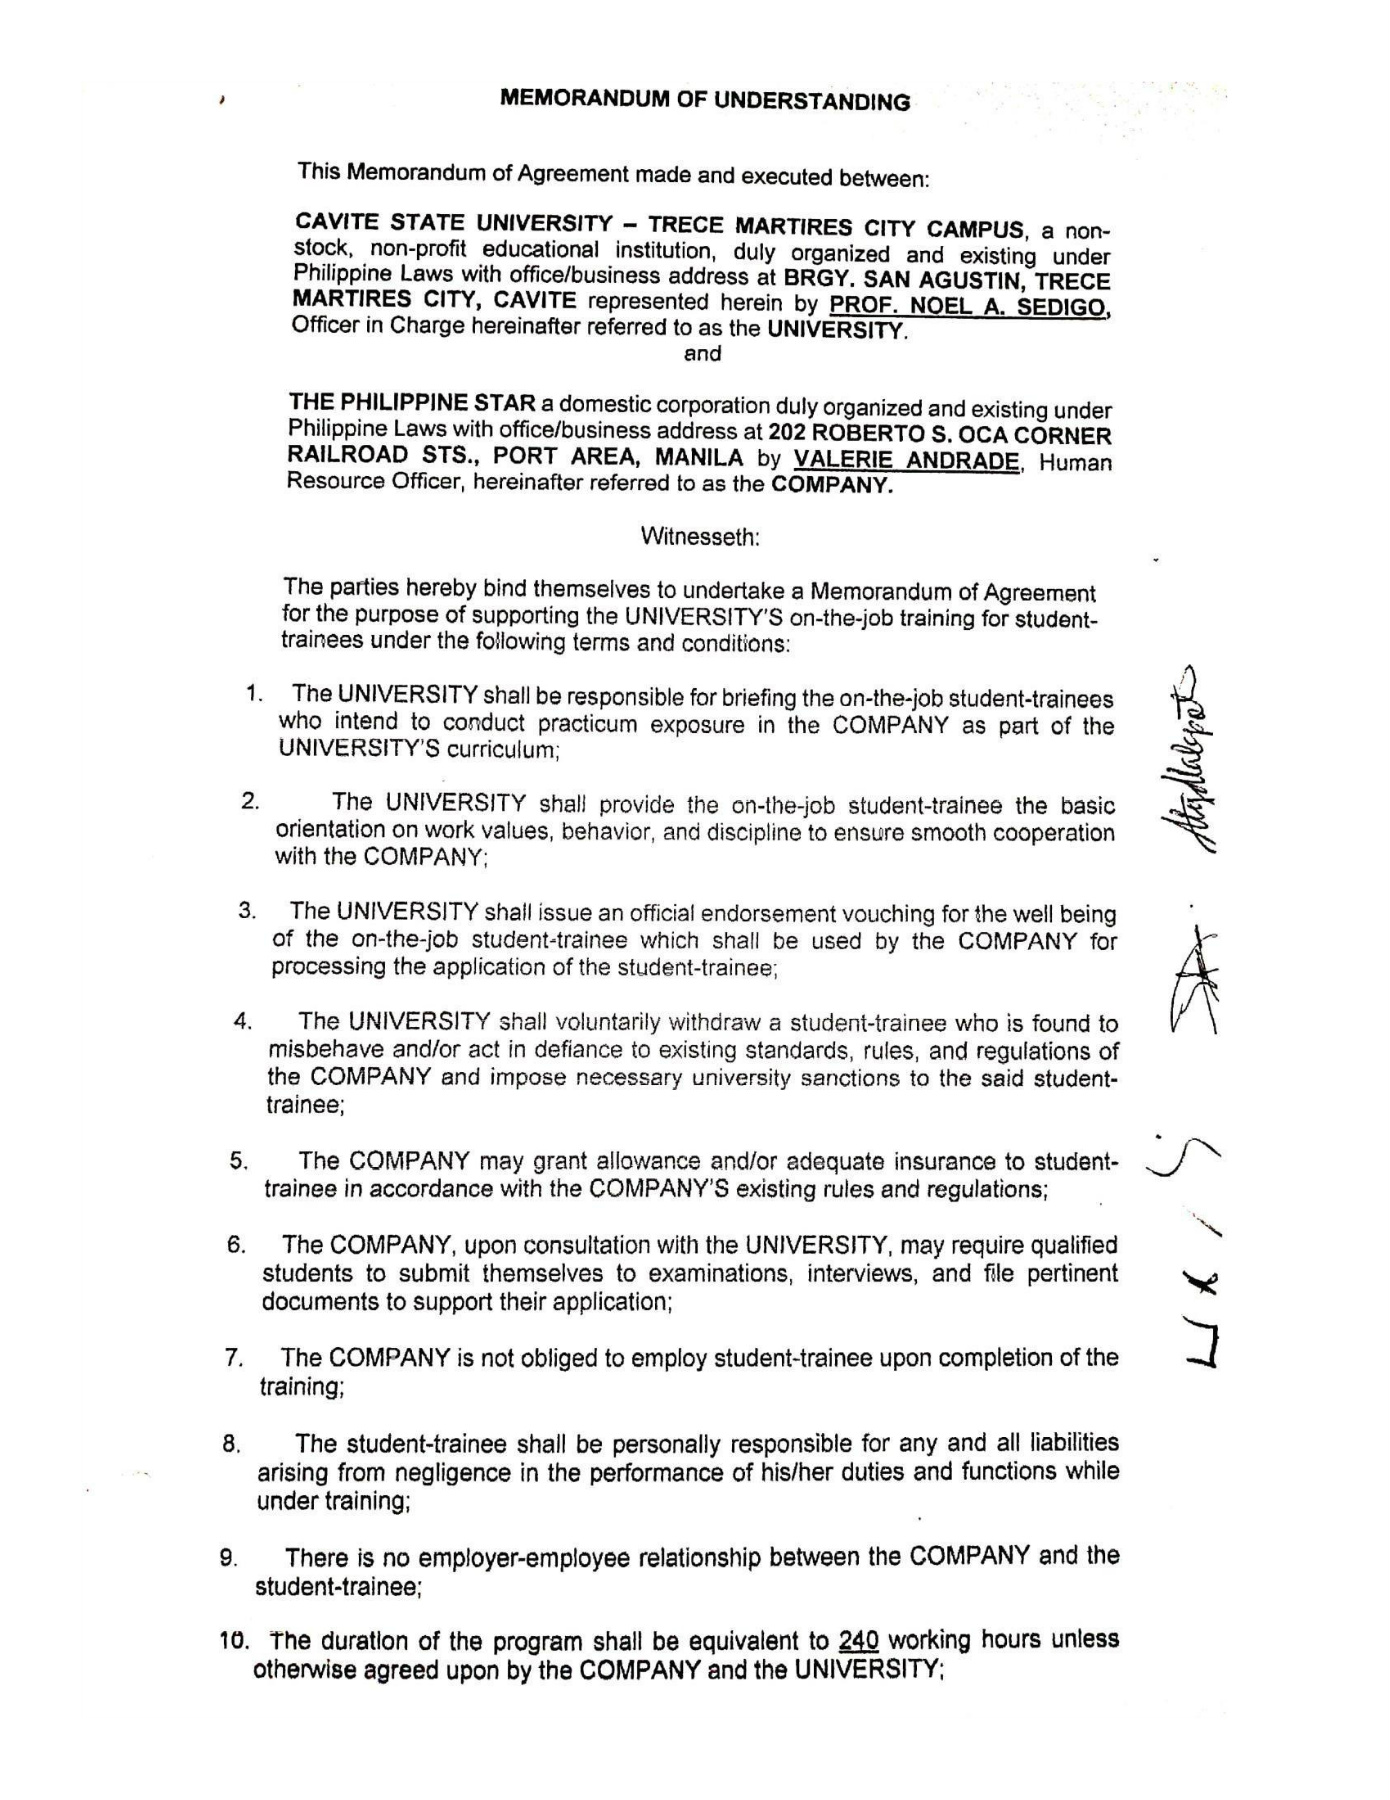 MEMORANDUM OF UNDERSTANDING
This Memorandum of Agreement made and executed between:
CAVITE STATE UNIVERSITY – TRECE MARTIRES CITY CAMPUS, a non-
stock, non-profit educational institution, duly organized and existing under
Philippine Laws with office/business address at BRGY. SAN AGUSTIN, TRECE
MARTIRES CITY, CAVITE represented herein by PROF. NOEL A. SEDIGO,
Officer in Charge hereinafter referred to as the UNIVERSITY.
and
THE PHILIPPINE STAR a domestic corporation duly organized and existing under
Philippine Laws with office/business address at 202 ROBERTO S. OCA CORNER
RAILROAD STS., PORT AREA, MANILA by VALERIE ANDRADE, Human
Resource Officer, hereinafter referred to as the COMPANY.
Witnesseth:
The parties hereby bind themselves to undertake a Memorandum of Agreement
for the purpose of supporting the UNIVERSITY'S on-the-job training for student-
trainees under the following terms and conditions:
1. The UNIVERSITY shall be responsible for briefing the on-the-job student-trainees
who intend to conduct practicum exposure in the COMPANY as part of the
UNIVERSITY'S curriculum;
2. The UNIVERSITY shall provide the on-the-job student-trainee the basic
orientation on work values, behavior, and discipline to ensure smooth cooperation
with the COMPANY;
3. The UNIVERSITY shall issue an official endorsement vouching for the well being
of the on-the-job student-trainee which shall be used by the COMPANY for
processing the application of the student-trainee;
4. The UNIVERSITY shall voluntarily withdraw a student-trainee who is found to
misbehave and/or act in defiance to existing standards, rules, and regulations of
the COMPANY and impose necessary university sanctions to the said student-
trainee;
5. The COMPANY may grant allowance and/or adequate insurance to student-
trainee in accordance with the COMPANY'S existing rules and regulations;
6. The COMPANY, upon consultation with the UNIVERSITY, may require qualified
students to submit themselves to examinations, interviews, and file pertinent
documents to support their application;
7. The COMPANY is not obliged to employ student-trainee upon completion of the
training;
8. The student-trainee shall be personally responsible for any and all liabilities
arising from negligence in the performance of his/her duties and functions while
under training;
9. There is no employer-employee relationship between the COMPANY and the
student-trainee;
10. The duration of the program shall be equivalent to 240 working hours unless
otherwise agreed upon by the COMPANY and the UNIVERSITY;